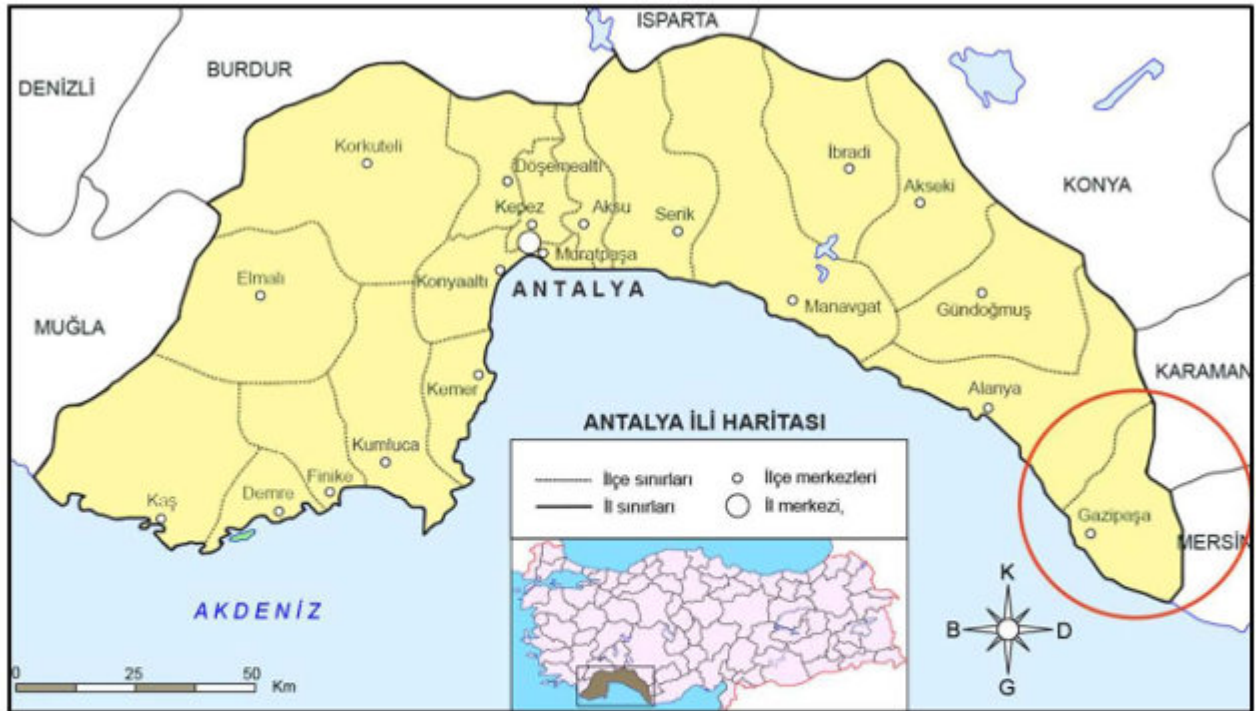 ISPARTA
BURDUR
DENİZLİ
Korkuteli
Döşemealtı
İbradi
KONYA
Akseki
Kepez
Aksu
Serik
Muratpaşa
Elmalı
Konyaaltı
ANTALYA
Manavgat
Gündoğmuş
MUĞLA
KARAMAN
Kemer
Alanya
ANTALYA İLİ HARİTASI
Kumluca
İlçe sınırları
İlçe merkezleri
Finike
Demre
Kaş
İl sınırları
İl merkezi,
Gazipaşa
MERSİN
AKDENİZ
K
B
D
G
0 25 50
Km